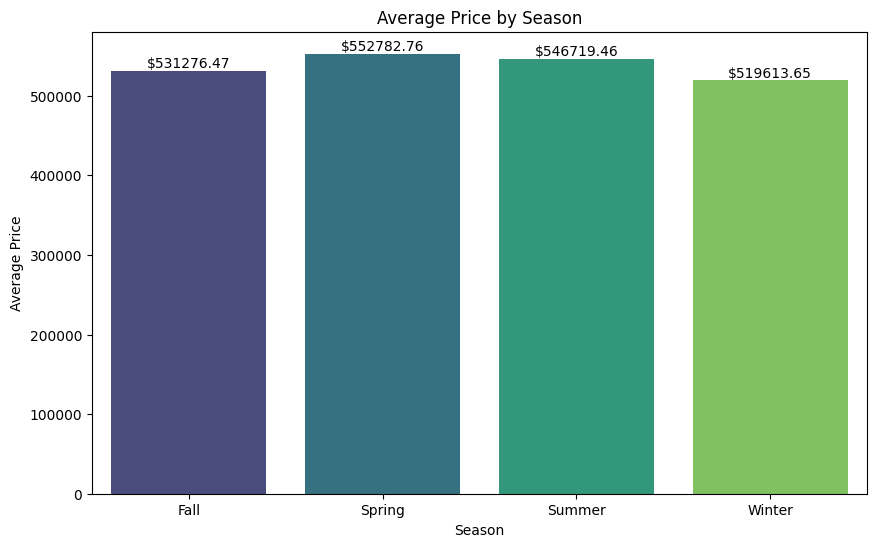 Average Price by Season
$531276.47
$552782.76
$546719.46
$519613.65
Average Price
500000
400000
300000
200000
100000
0
Fall
Spring
Summer
Winter
Season